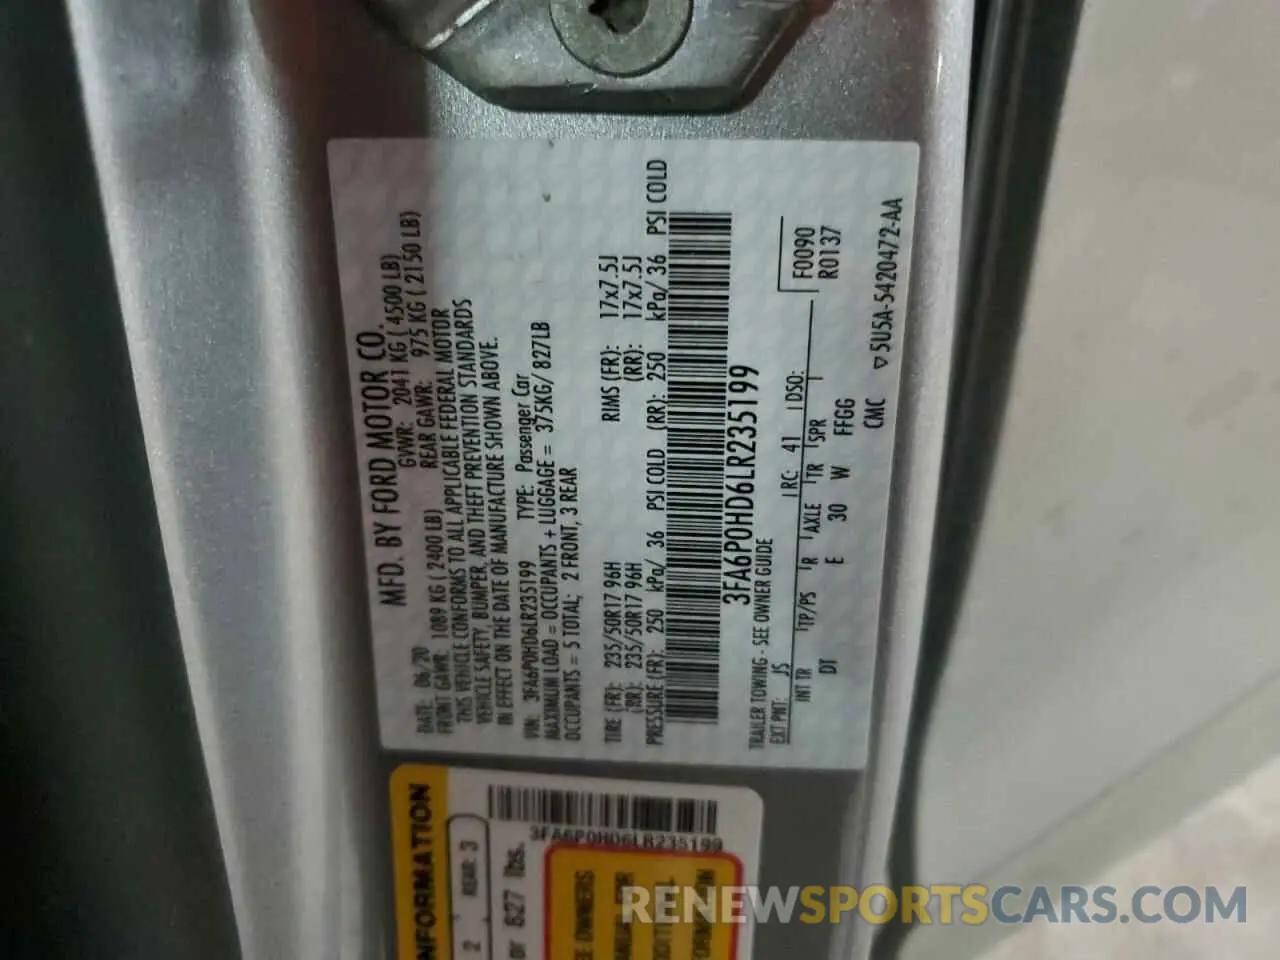 MFD. BY FORD MOTOR CO.
DATE: 06/20 GVWR: 2041 KG ( 4500 LB)
FRONT GAWR: 1089 KG ( 2400 LB) REAR GAWR: 975 KG ( 2150 LB)
THIS VEHICLE CONFORMS TO ALL APPLICABLE FEDERAL MOTOR
VEHICLE SAFETY, BUMPER, AND THEFT PREVENTION STANDARDS
IN EFFECT ON THE DATE OF MANUFACTURE SHOWN ABOVE.
VIN: 3FA6P0HD6LR235199 TYPE: Passenger Car
MAXIMUM LOAD = OCCUPANTS + LUGGAGE = 375KG/ 827LB
OCCUPANTS = 5 TOTAL; 2 FRONT, 3 REAR
TIRE (FR): 235/50R17 96H RIMS (FR): 17x7.5J
(RR): 235/50R17 96H (RR): 17x7.5J
PRESSURE (FR): 250 kPa/ 36 PSI COLD (RR): 250 kPa/ 36 PSI COLD
3FA6P0HD6LR235199
TRAILER TOWING - SEE OWNER GUIDE
EXT PNT: JS RC: 41 DSO: F0090
INT TR TP/PS R AXLE TR SPR R0137
DT E 30 W FFGG
CMC ▽ 5U5A-5420472-AA
3FA6P0HD6LR235199
2 REAR: 3
or 827 lbs.
OWNERS
RENEWSPORTSCARS.COM